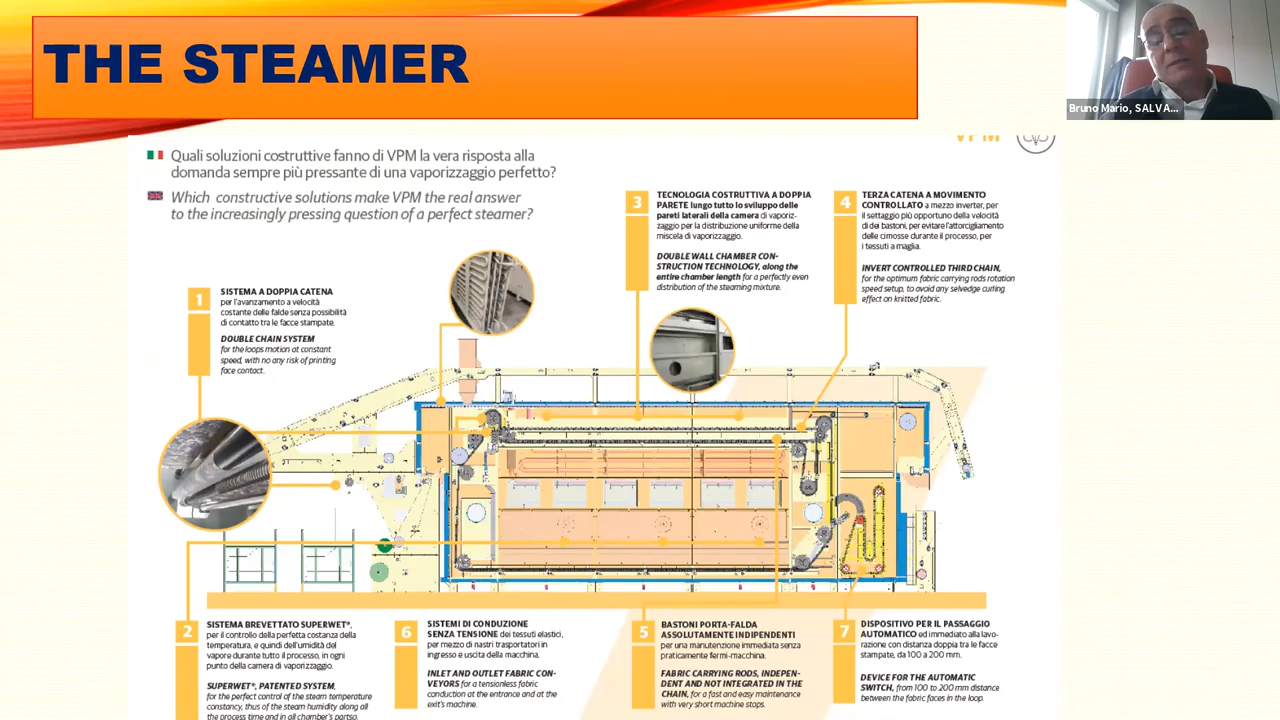 THE STEAMER
Bruno Mario, SALVA...
VPM
Quali soluzioni costruttive fanno di VPM la vera risposta alla
domanda sempre più pressante di una vaporizzaggio perfetto?
Which constructive solutions make VPM the real answer
to the increasingly pressing question of a perfect steamer?
1
SISTEMA A DOPPIA CATENA
per l'avanzamento a velocità
costante delle falde senza possibilità
di contatto tra le facce stampate.
DOUBLE CHAIN SYSTEM
for the loops motion at constant
speed, with no any risk of printing
face contact.
3
TECNOLOGIA COSTRUTTIVA A DOPPIA
PARETE lungo tutto lo sviluppo delle
pareti laterali della camera di vaporiz-
zaggio per la distribuzione uniforme della
miscela di vaporizzaggio.
DOUBLE WALL CHAMBER CON-
STRUCTION TECHNOLOGY, along the
entire chamber length for a perfectly even
distribution of the steaming mixture.
4
TERZA CATENA A MOVIMENTO
CONTROLLATO a mezzo inverter, per
il settaggio più opportuno della velocità
di dei bastoni, per evitare l'attorcigliamento
delle cimosse durante il processo, per
i tessuti a maglia.
INVERT CONTROLLED THIRD CHAIN,
for the optimum fabric carrying rods rotation
speed setup, to avoid any selvedge curling
effect on knitted fabric.
2
SISTEMA BREVETTATO SUPERWET®,
per il controllo della perfetta costanza della
temperatura, e quindi dell'umidità del
vapore durante tutto il processo, in ogni
punto della camera di vaporizzaggio.
SUPERWET®, PATENTED SYSTEM,
for the perfect control of the steam temperature
constancy, thus of the steam humidity along all
the process time and in all chamber's partso.
6
SISTEMI DI CONDUZIONE
SENZA TENSIONE dei tessuti elastici,
per mezzo di nastri trasportatori in
ingresso e uscita della macchina.
INLET AND OUTLET FABRIC CON-
VEYORS for a tensionless fabric
conduction at the entrance and at the
exit's machine.
5
BASTONI PORTA-FALDA
ASSOLUTAMENTE INDIPENDENTI
per una manutenzione immediata senza
praticamente fermi-macchina.
FABRIC CARRYING RODS, INDEPEN-
DENT AND NOT INTEGRATED IN THE
CHAIN, for a fast and easy maintenance
with very short machine stops.
7
DISPOSITIVO PER IL PASSAGGIO
AUTOMATICO ed immediato alla lavo-
razione con distanza doppia tra le facce
stampate, da 100 a 200 mm.
DEVICE FOR THE AUTOMATIC
SWITCH, from 100 to 200 mm distance
between the fabric faces in the loop.